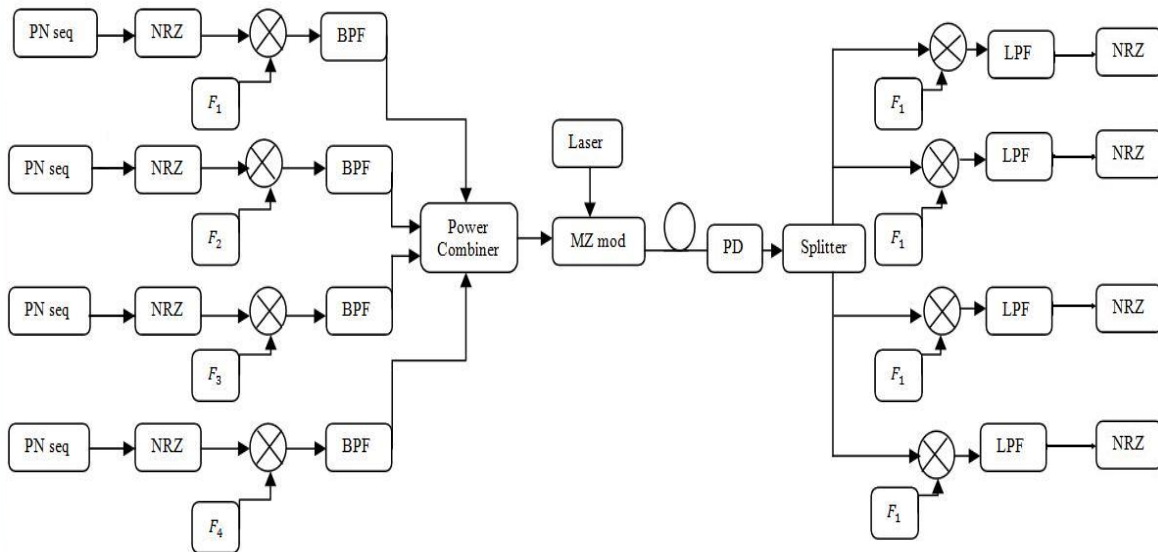 PN seq
NRZ
BPF
F1
PN seq
NRZ
BPF
F2
PN seq
NRZ
BPF
F3
PN seq
NRZ
BPF
F4
Power
Combiner
Laser
MZ mod
PD
Splitter
LPF
NRZ
F1
LPF
NRZ
F1
LPF
NRZ
F1
LPF
NRZ
F1